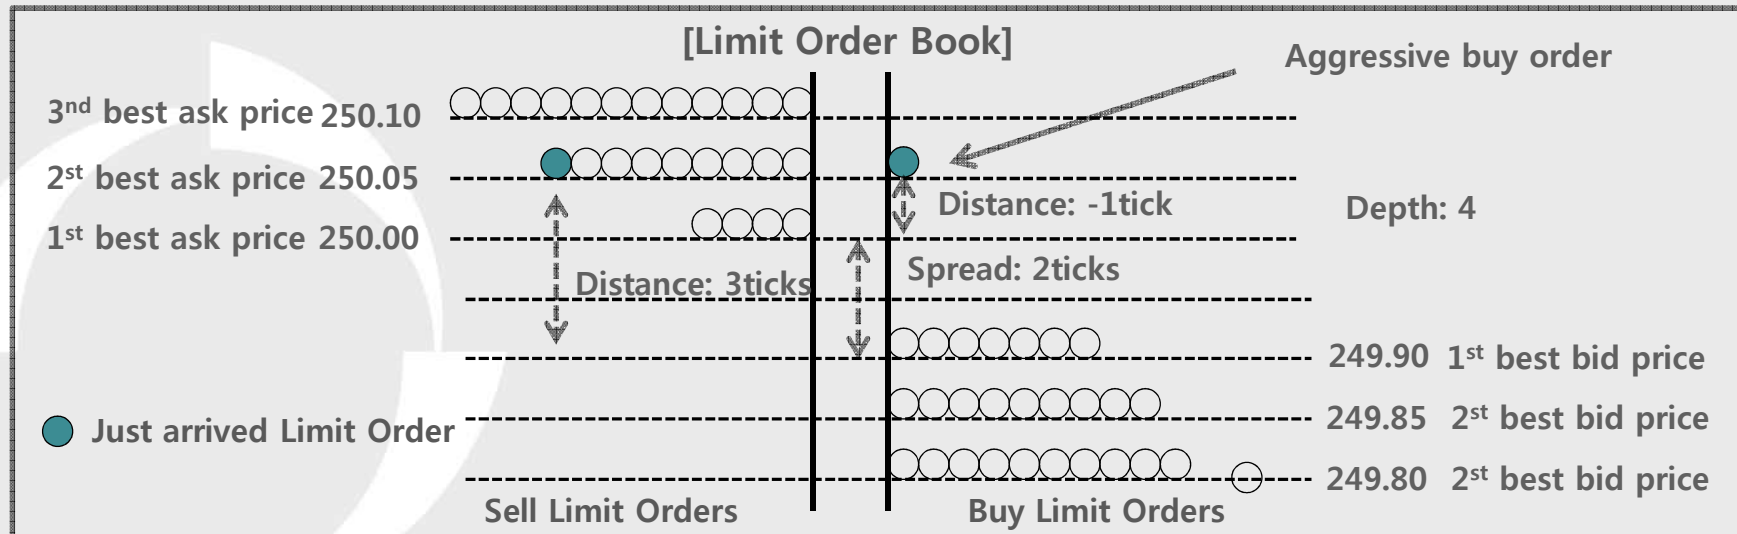 [Limit Order Book]
Aggressive buy order
3nd best ask price 250.10
2st best ask price 250.05
Distance: -1tick
Depth: 4
1st best ask price 250.00
Spread: 2ticks
Distance: 3ticks
249.90 1st best bid price
249.85 2st best bid price
Just arrived Limit Order
249.80 2st best bid price
Sell Limit Orders
Buy Limit Orders